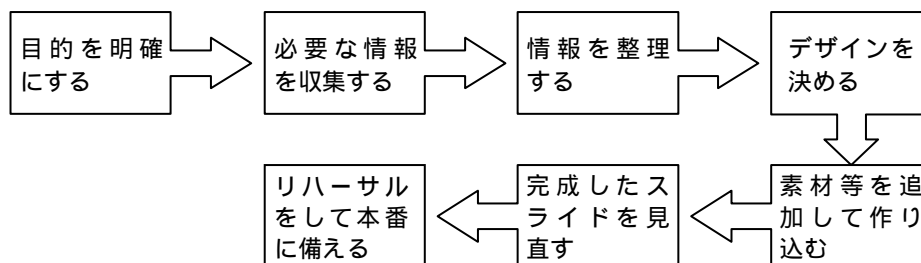 目的を明確
にする
必要な情報
を収集する
情報を整理
する
デザインを
決める
素材等を追
加して作り
込む
完成したス
ライドを見
直す
リハーサル
をして本番
に備える